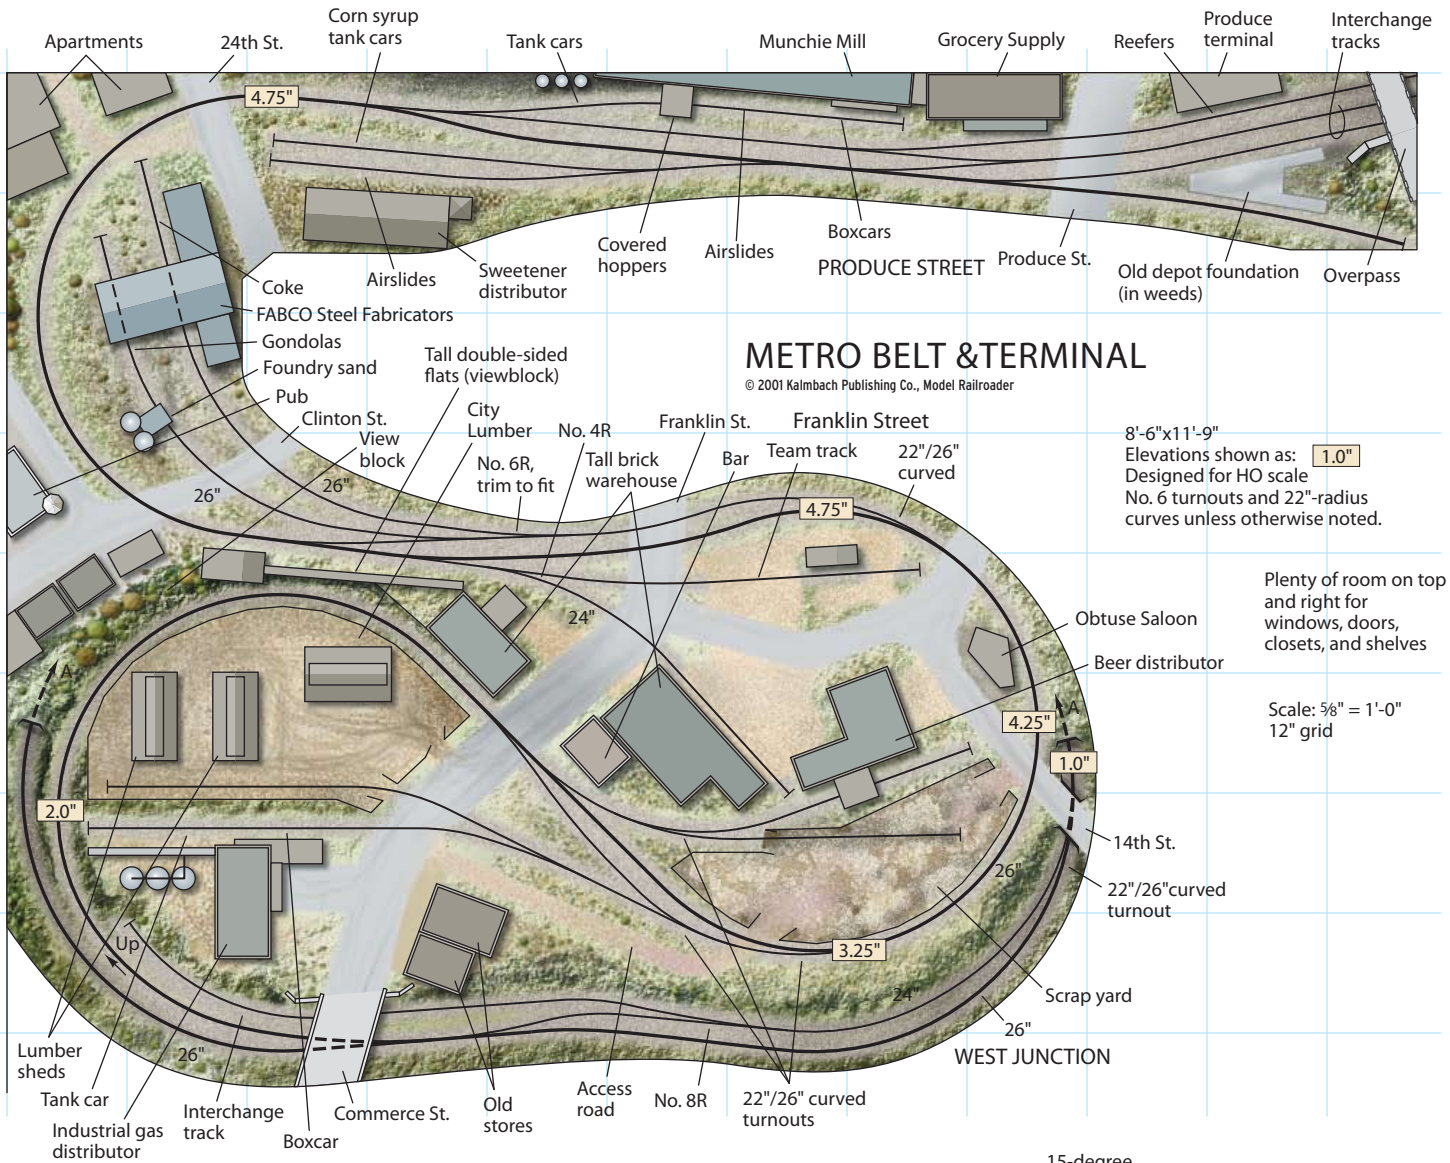 Apartments
24th St.
Corn syrup
tank cars
Tank cars
Munchie Mill
Grocery Supply
Reefers
Produce
terminal
Interchange
tracks
4.75"
Airslides
Sweetener
distributor
Covered
hoppers
Airslides
Boxcars
PRODUCE STREET
Produce St.
Old depot foundation
(in weeds)
Overpass
Coke
FABCO Steel Fabricators
Gondolas
Foundry sand
Pub
Clinton St.
View
block
Tall double-sided
flats (viewblock)
City
Lumber
No. 6R,
trim to fit
No. 4R
Tall brick
warehouse
METRO BELT &TERMINAL
© 2001 Kalmbach Publishing Co., Model Railroader
Franklin St.
Franklin Street
Bar
Team track
22"/26"
curved
8'-6"x11'-9"
Elevations shown as: 1.0"
Designed for HO scale
No. 6 turnouts and 22"-radius
curves unless otherwise noted.
26"
26"
4.75"
Plenty of room on top
and right for
windows, doors,
closets, and shelves
24"
Obtuse Saloon
Beer distributor
A
A
4.25"
1.0"
Scale: ⅝" = 1'-0"
12" grid
2.0"
14th St.
26"
22"/26"curved
turnout
Up
3.25"
24"
Scrap yard
26"
WEST JUNCTION
26"
Lumber
sheds
Tank car
Industrial gas
distributor
Interchange
track
Boxcar
Commerce St.
Old
stores
Access
road
No. 8R
22"/26" curved
turnouts
15-degree